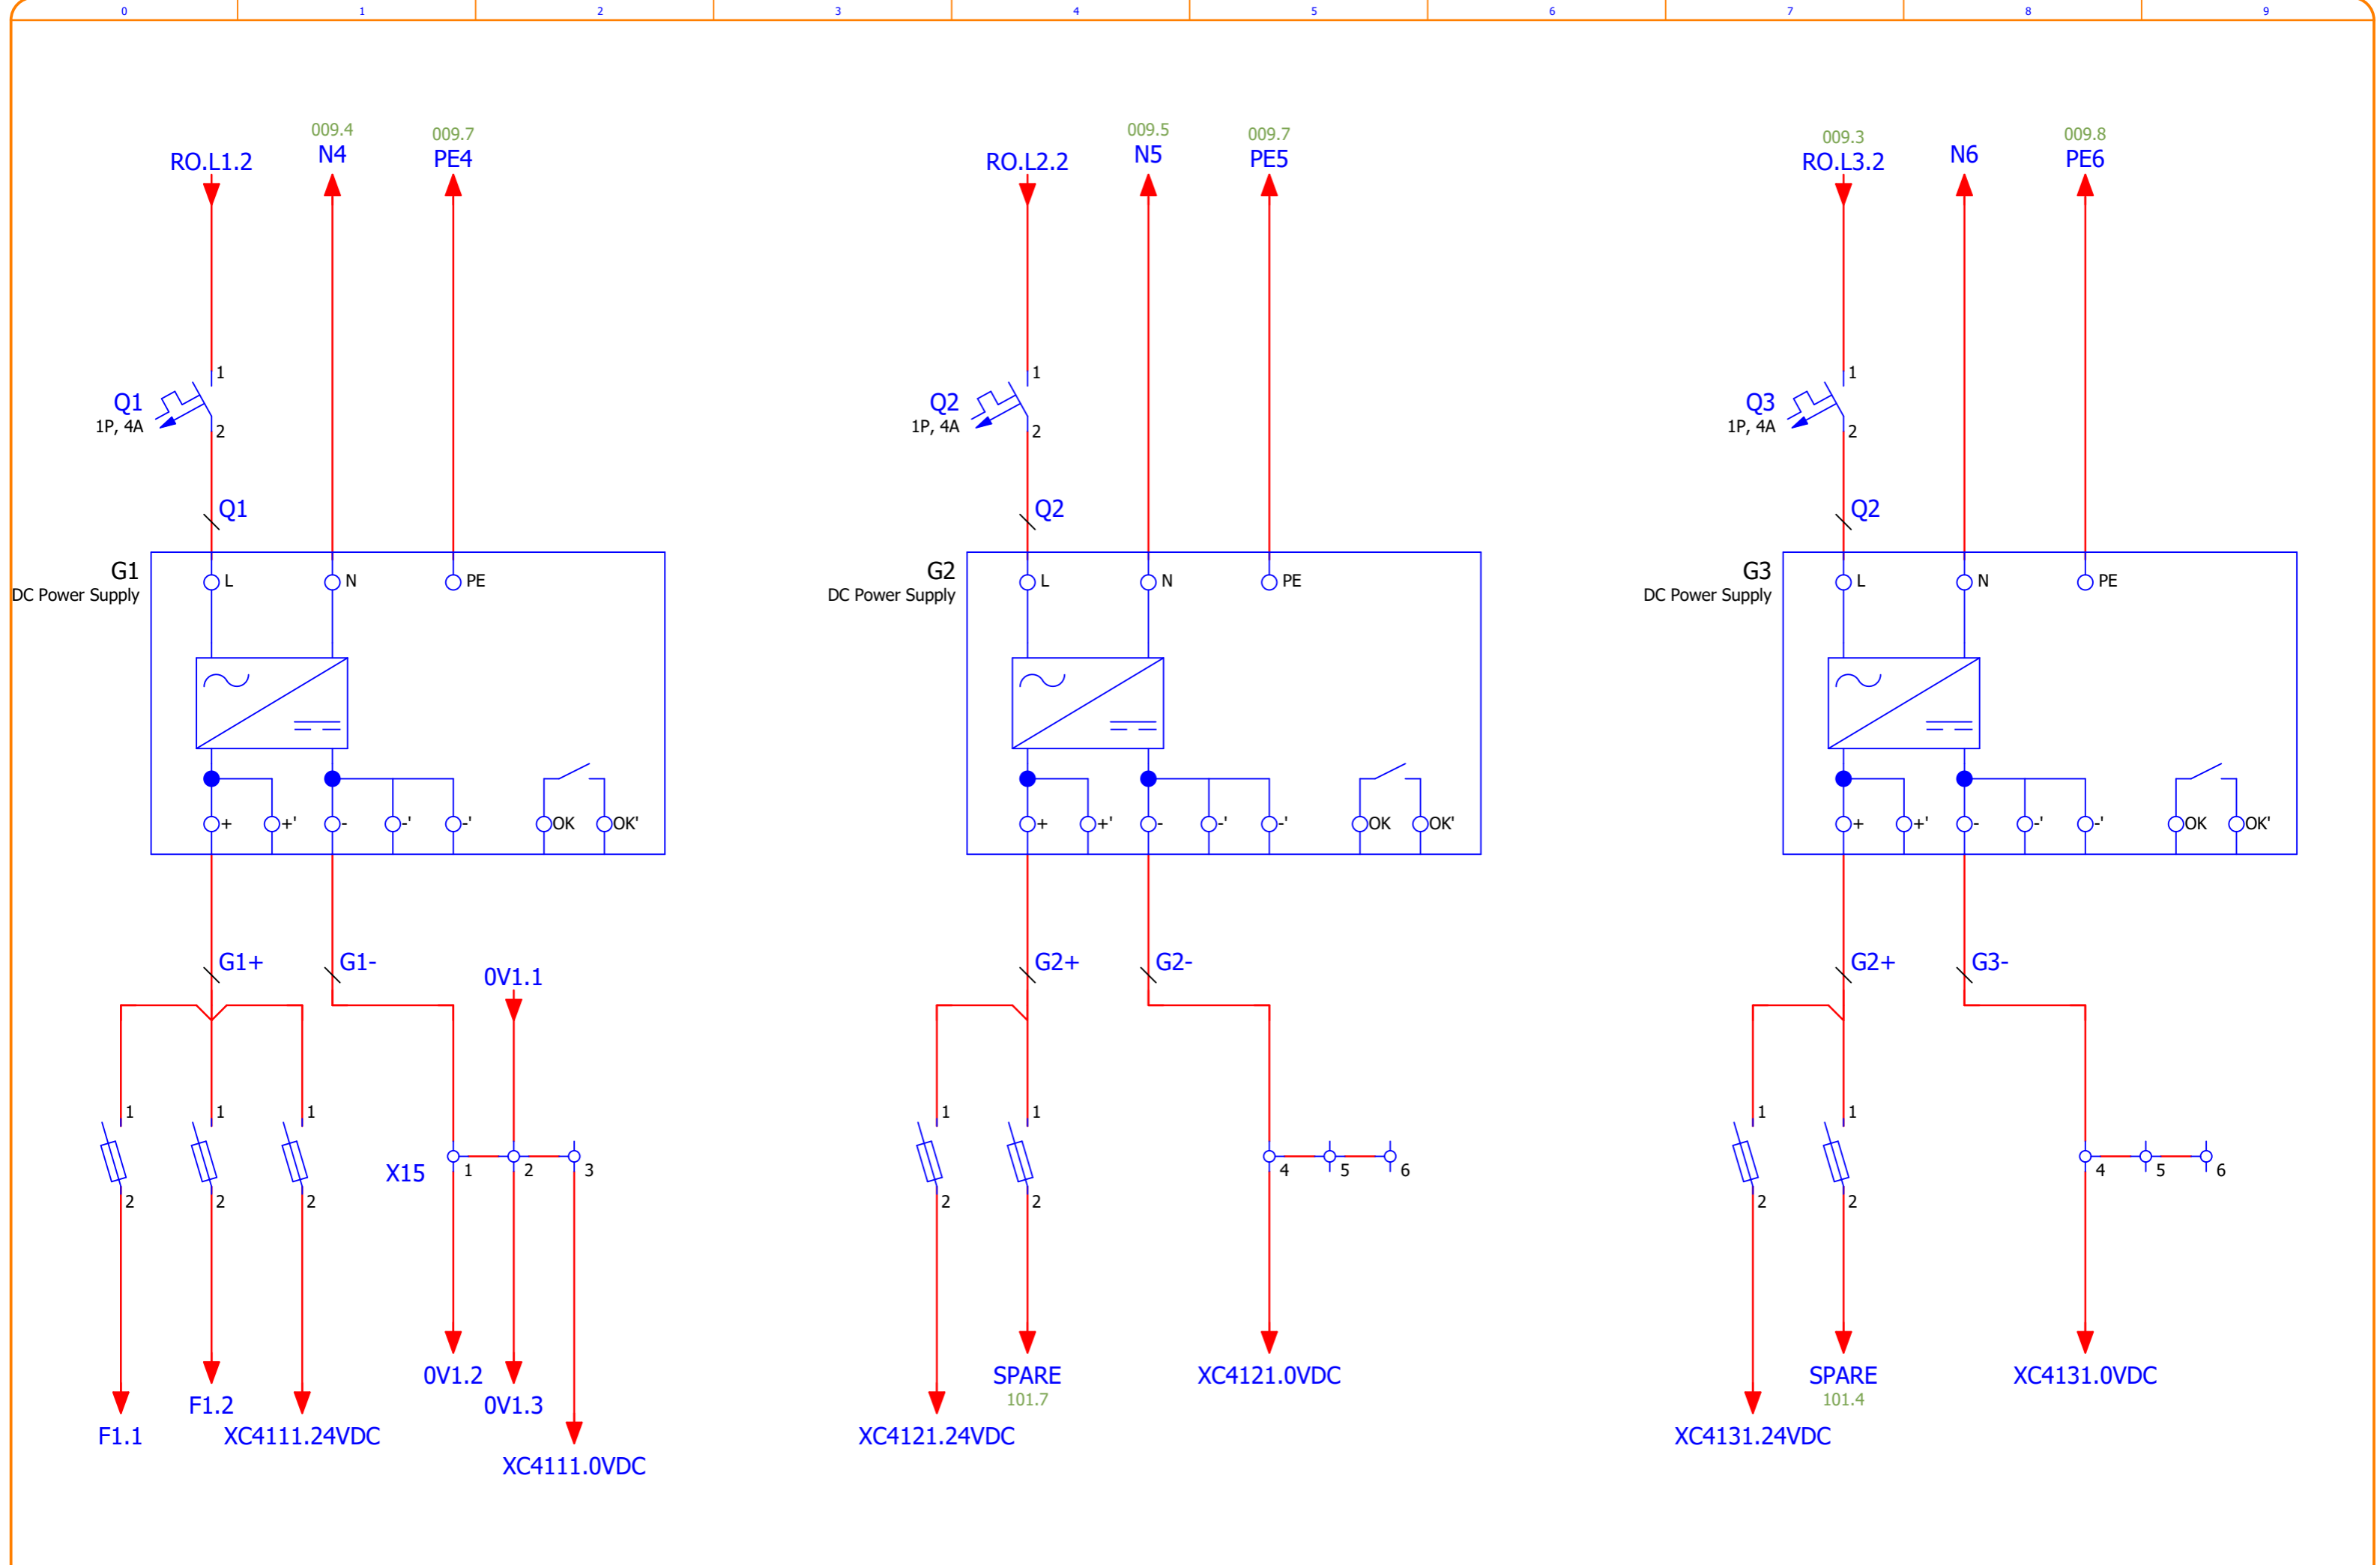 0 1 2 3 4 5 6 7 8 9
009.4 009.7 009.5 009.7 009.3 009.8
RO.L1.2 N4 PE4 RO.L2.2 N5 PE5 RO.L3.2 N6 PE6
1 1 1
Q1 Q2 Q3
1P, 4A 1P, 4A 1P, 4A
2 2 2
Q1 Q2 Q2
G1 G2 G3
L N PE L N PE L N PE
DC Power Supply DC Power Supply DC Power Supply
+ +' - -' -' OK OK' + +' - -' -' OK OK' + +' - -' -' OK OK'
G1+ G1- G2+ G2- G2+ G3-
0V1.1
1 1 1 1 1 1 1
X15 1 2 3 4 5 6 4 5 6
2 2 2 2 2 2 2
0V1.2 SPARE XC4121.0VDC SPARE XC4131.0VDC
101.7 101.4
F1.2 0V1.3
F1.1 XC4111.24VDC XC4121.24VDC XC4131.24VDC
XC4111.0VDC